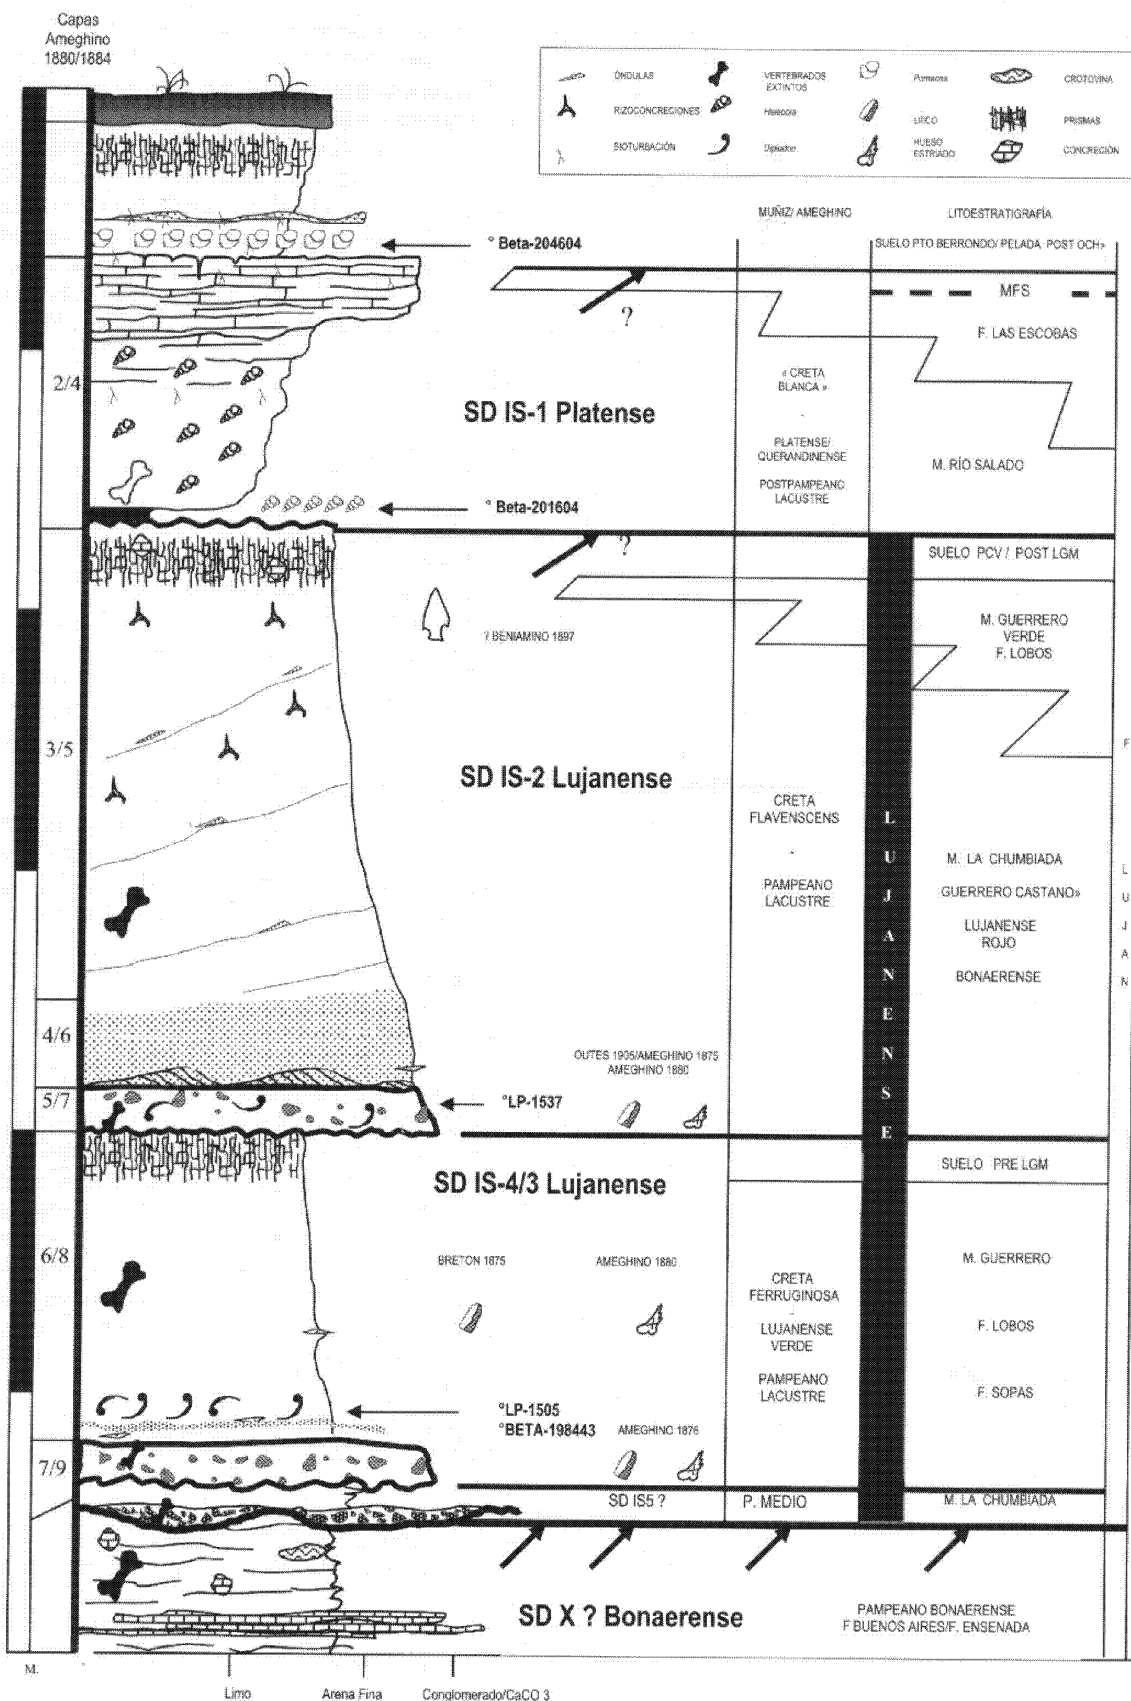 Capas
Ameghino
1880/1884
ÓNDULAS
VERTEBRADOS
EXTINTOS
Pomacea
CROTOVINA
RIZOCONCRECIONES
Heleobia
LITICO
PRISMAS
BIOTURBACIÓN
Diplodon
HUESO
ESTRIADO
CONCRECIÓN
MUÑIZ/ AMEGHINO
LITOESTRATIGRAFÍA
° Beta-204604
SUELO PTO BERRONDO/ PELADA POST OCH»
MFS
?
F. LAS ESCOBAS
2/4
« CRETA
BLANCA »
-
SD IS-1 Platense
PLATENSE/
QUERANDINENSE
POSTPAMPEANO
LACUSTRE
M. RÍO SALADO
° Beta-201604
?
SUELO PCV / POST LGM
? BENIAMINO 1897
M. GUERRERO
VERDE
F. LOBOS
3/5
SD IS-2 Lujanense
CRETA
FLAVENSCENS
-
PAMPEANO
LACUSTRE
M. LA CHUMBIADA
GUERRERO CASTANO»
LUJANENSE
ROJO
BONAERENSE
L
U
J
A
N
E
N
S
E
F
L
U
J
A
N
4/6
OUTES 1905/AMEGHINO 1875
AMEGHINO 1880
5/7
°LP-1537
SUELO PRE LGM
SD IS-4/3 Lujanense
6/8
BRETON 1875
AMEGHINO 1880
M. GUERRERO
CRETA
FERRUGINOSA
-
LUJANENSE
VERDE
F. LOBOS
PAMPEANO
LACUSTRE
F. SOPAS
°LP-1505
°BETA-198443
AMEGHINO 1876
7/9
SD IS5 ?
P. MEDIO
M. LA CHUMBIADA
SD X ? Bonaerense
PAMPEANO BONAERENSE
F BUENOS AIRES/F. ENSENADA
M.
Limo
Arena Fina
Conglomerado/CaCO 3